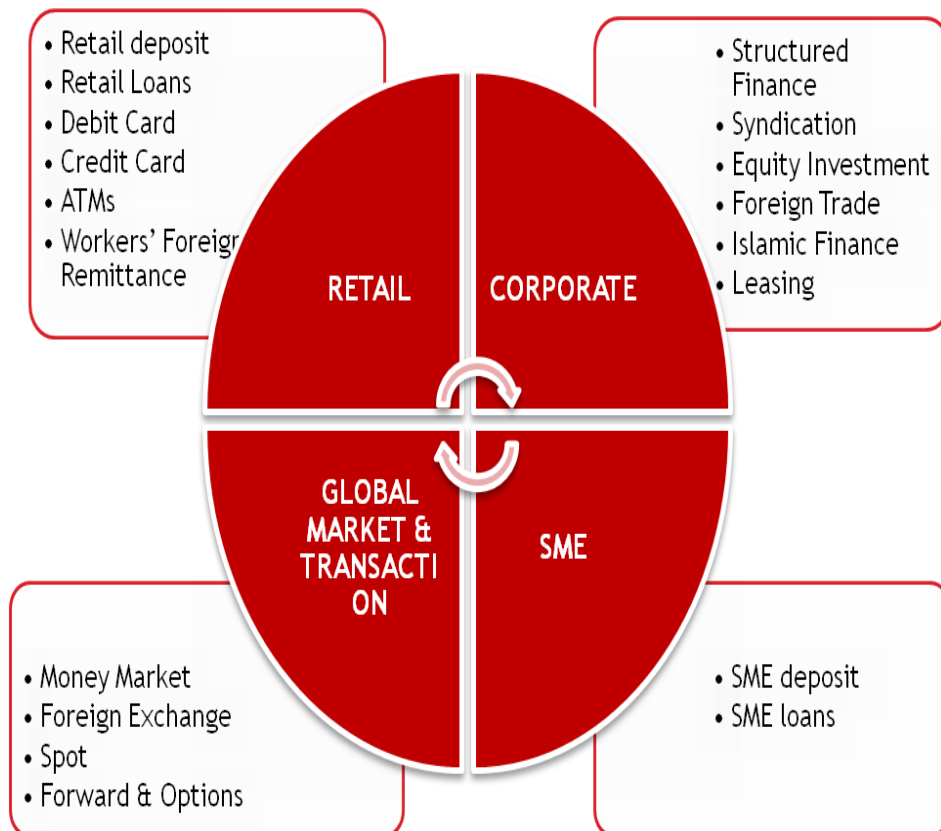 • Retail deposit
• Retail Loans
• Debit Card
• Credit Card
• ATMs
• Workers' Foreign
Remittance
• Structured
Finance
• Syndication
• Equity Investment
• Foreign Trade
• Islamic Finance
• Leasing
RETAIL
CORPORATE
GLOBAL
MARKET &
TRANSACTI
ON
SME
• Money Market
• Foreign Exchange
• Spot
• Forward & Options
• SME deposit
• SME loans